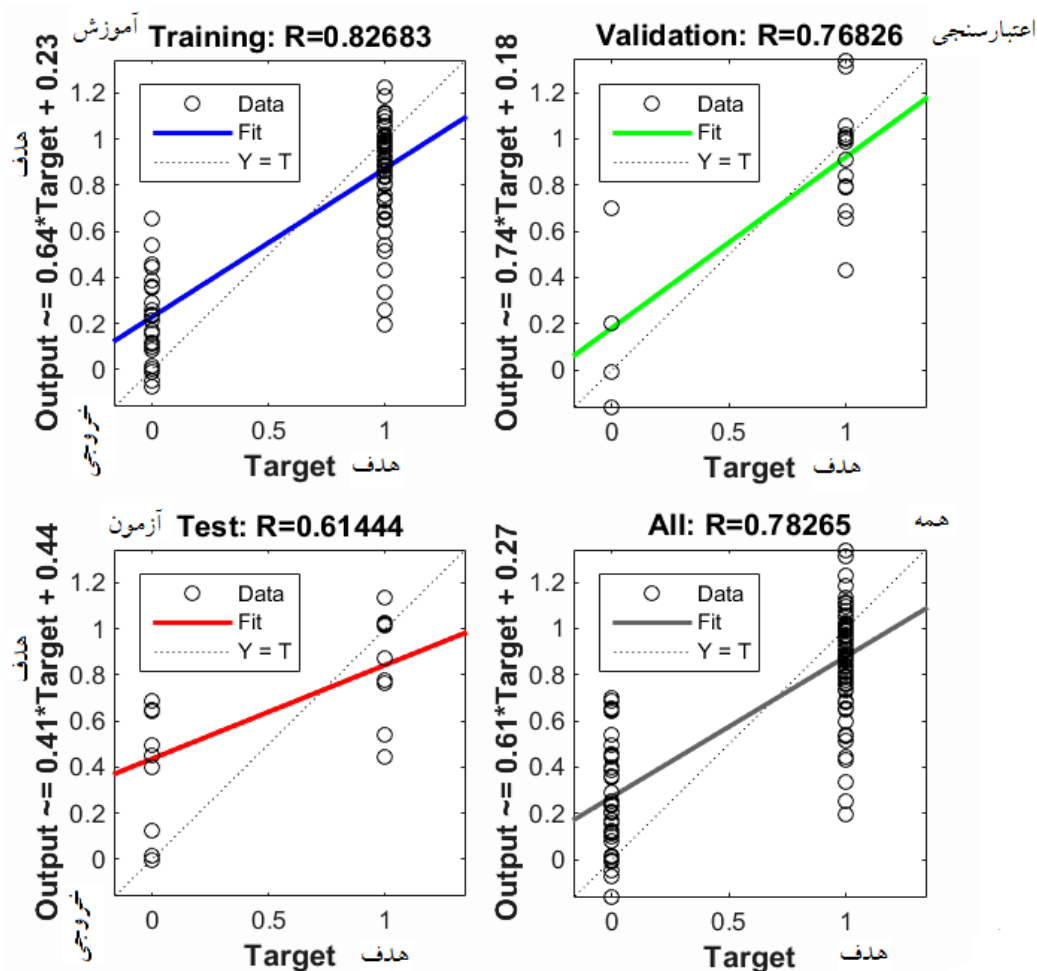 آموزش Training: R=0.82683
Output ~= 0.64*Target + 0.23
هدف
خروجی
1.2
1
0.8
0.6
0.4
0.2
0
Data
Fit
Y = T
0 0.5 1
Target هدف
Validation: R=0.76826 اعتبارسنجی
Output ~= 0.74*Target + 0.18
1.2
1
0.8
0.6
0.4
0.2
0
Data
Fit
Y = T
0 0.5 1
Target هدف
آزمون Test: R=0.61444
Output ~= 0.41*Target + 0.44
هدف
خروجی
1.2
1
0.8
0.6
0.4
0.2
0
Data
Fit
Y = T
0 0.5 1
Target هدف
All: R=0.78265 همه
Output ~= 0.61*Target + 0.27
1.2
1
0.8
0.6
0.4
0.2
0
Data
Fit
Y = T
0 0.5 1
Target هدف